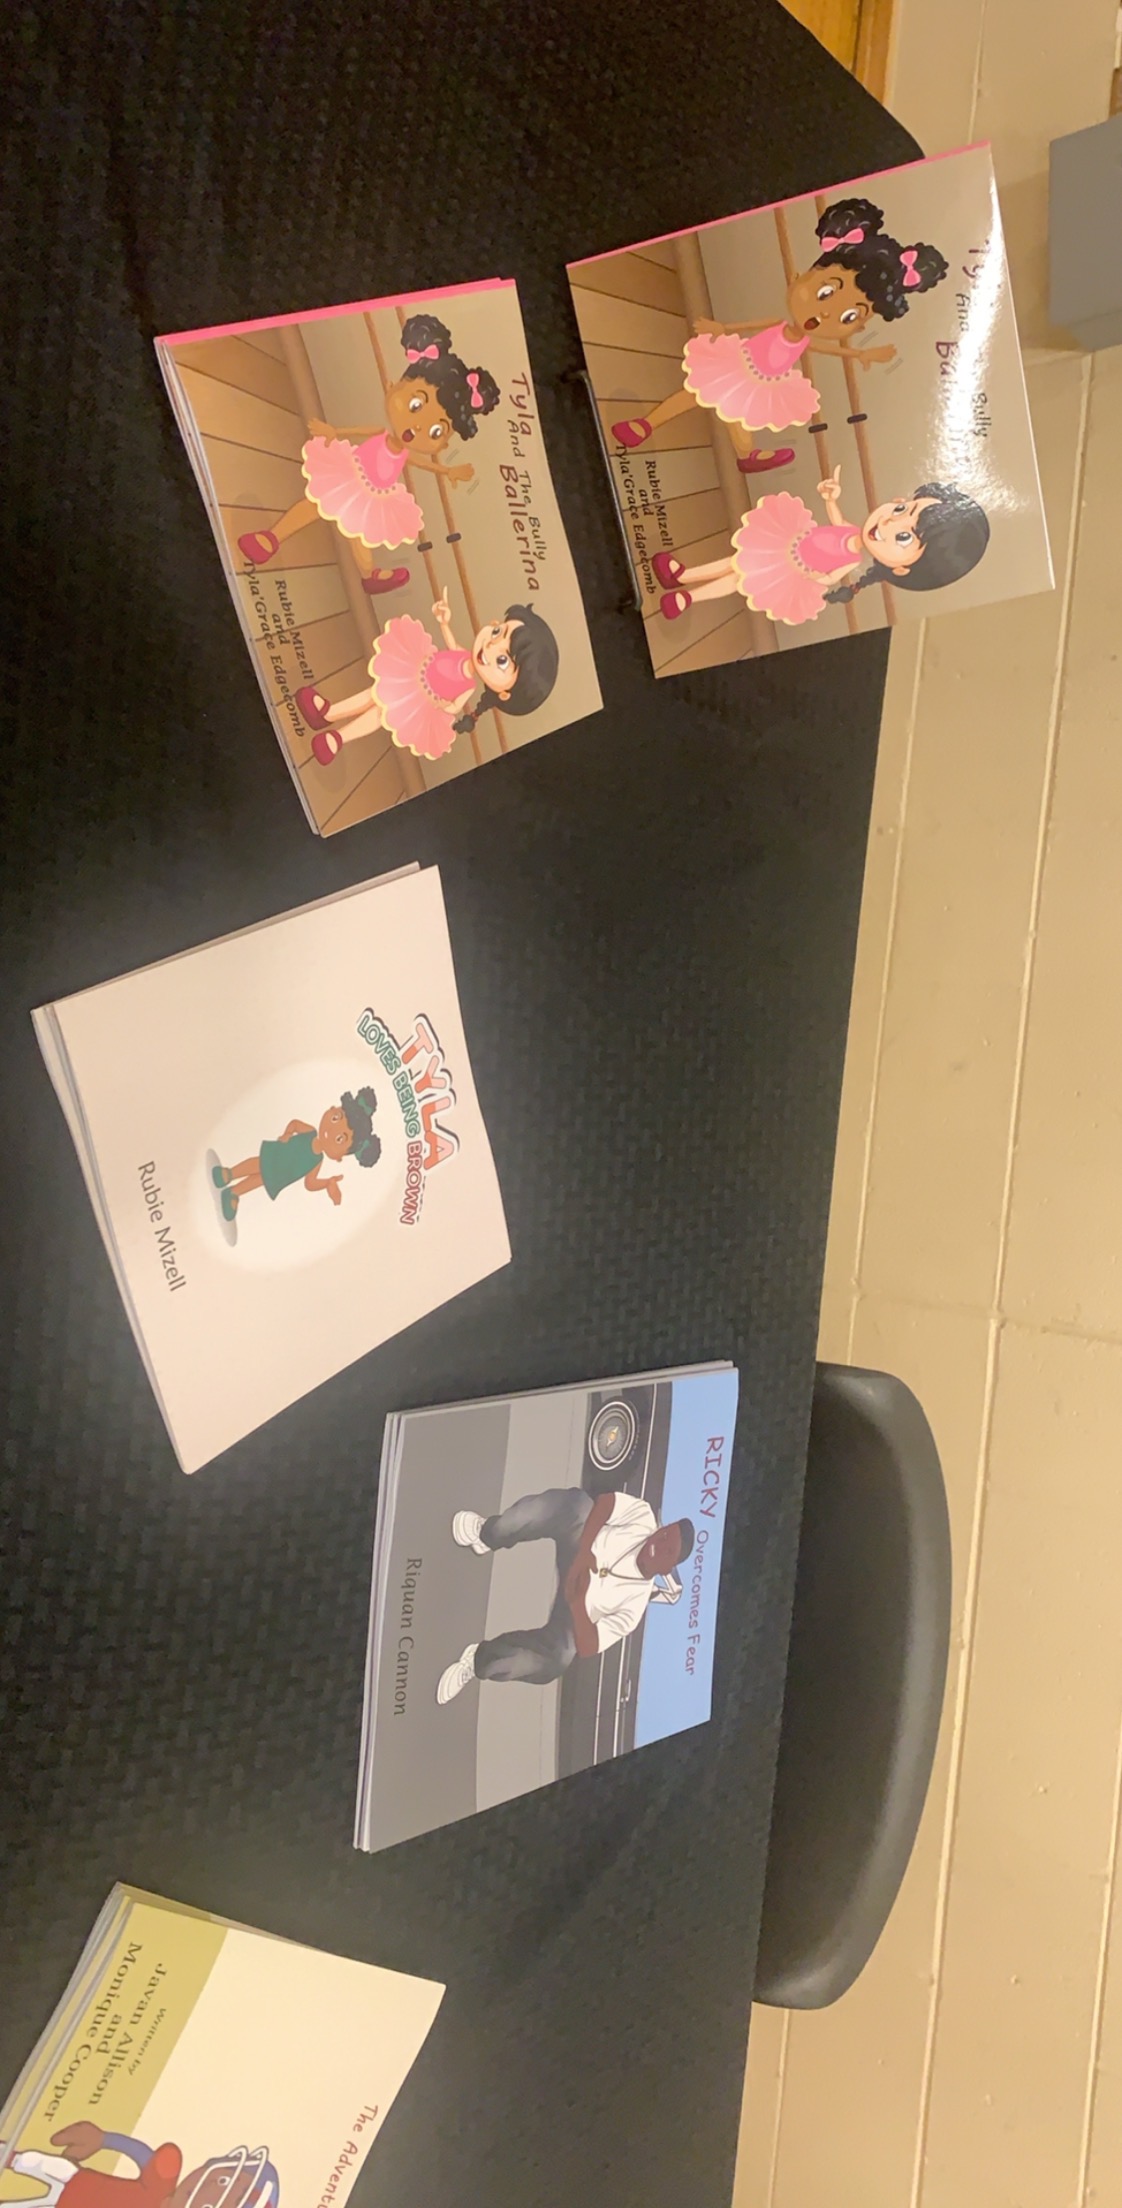 And Bully
Rubie Mizell
and
Tyla'Grace Edgecomb
Tyla
And The Bully
Ballerina
Rubie Mizell
and
Tyla'Grace Edgecomb
TYLA
LOVES BEING BROWN
Rubie Mizell
RICKY Overcomes Fear
Riquan Cannon
The
Written by
Javan Allison
and
Monique Cooper